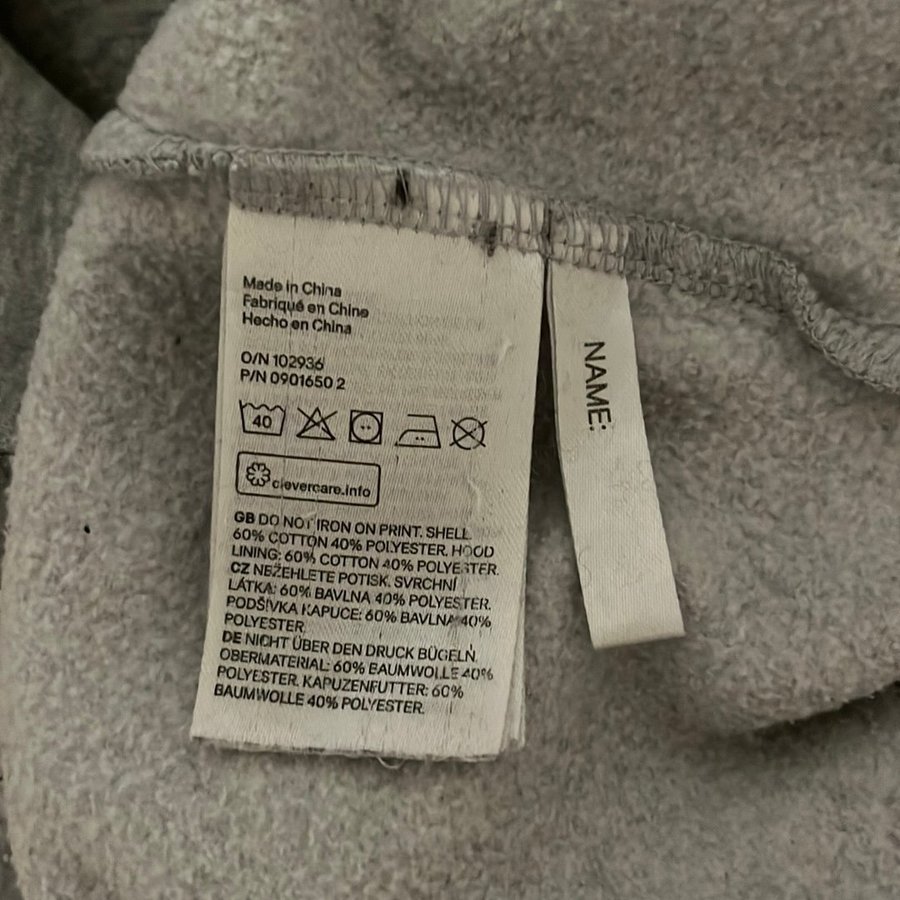 Made in China
Fabriqué en Chine
Hecho en China
O/N 102936
P/N 0901650 2
40
clevercare.info
GB DO NOT IRON ON PRINT. SHELL:
60% COTTON 40% POLYESTER. HOOD
LINING: 60% COTTON 40% POLYESTER.
CZ NEŽEHLETE POTISK. SVRCHNÍ
LÁTKA: 60% BAVLNA 40% POLYESTER.
PODŠÍVKA KAPUCE: 60% BAVLNA 40%
POLYESTER.
DE NICHT ÜBER DEN DRUCK BÜGELN.
OBERMATERIAL: 60% BAUMWOLLE 40%
POLYESTER. KAPUZENFUTTER: 60%
BAUMWOLLE 40% POLYESTER.
NAME: